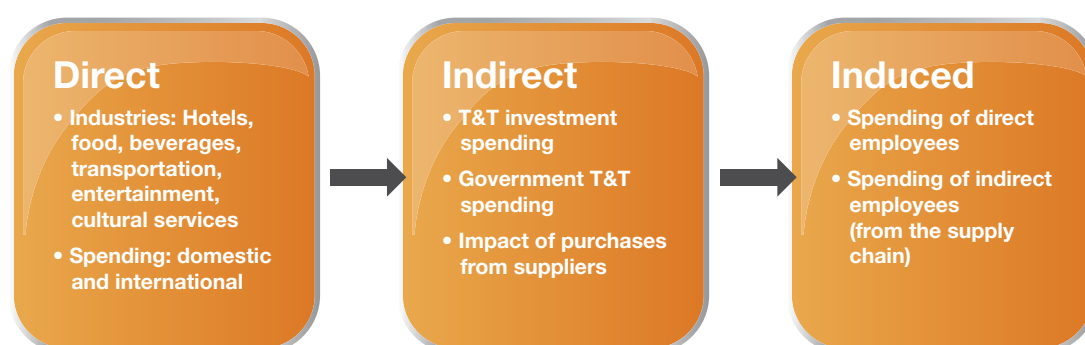 Direct
• Industries: Hotels,
food, beverages,
transportation,
entertainment,
cultural services
• Spending: domestic
and international
Indirect
• T&T investment
spending
• Government T&T
spending
• Impact of purchases
from suppliers
Induced
• Spending of direct
employees
• Spending of indirect
employees
(from the supply
chain)